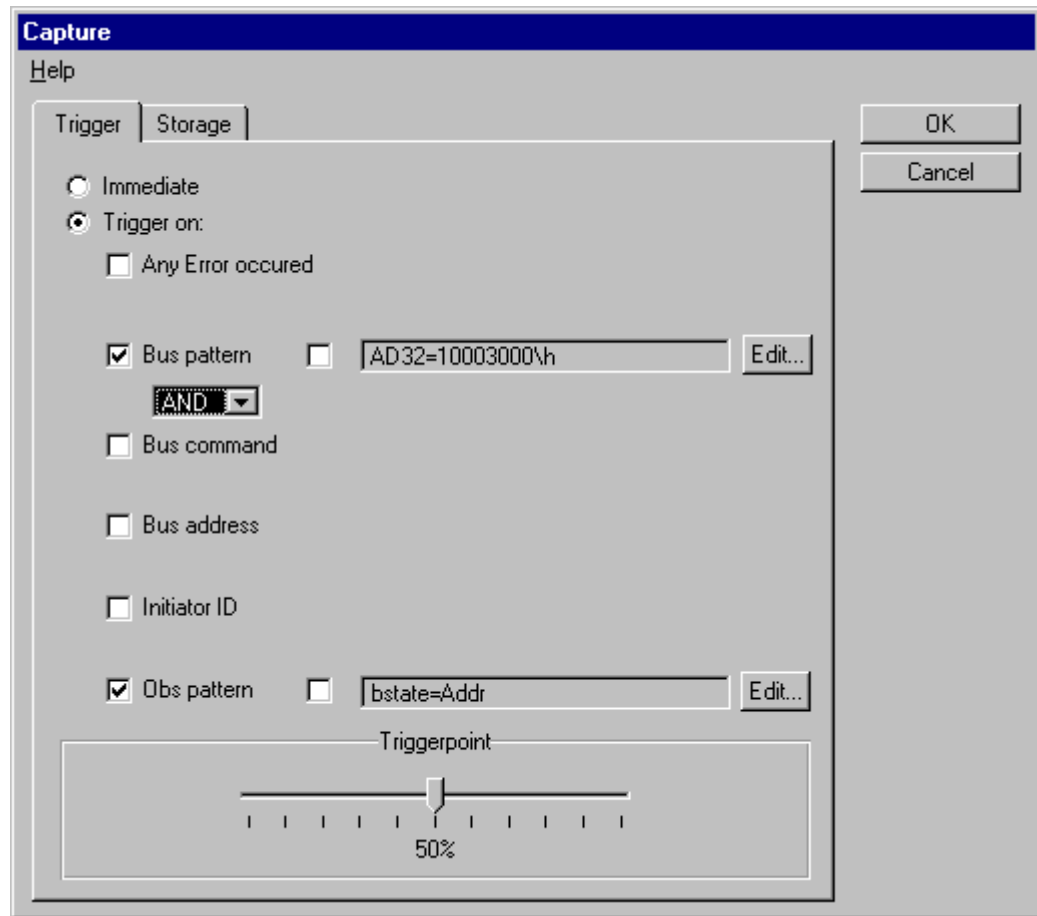 Capture
Help
Trigger Storage OK
Cancel
Immediate
Trigger on:
Any Error occured
Bus pattern AD32=10003000\h Edit...
AND
Bus command
Bus address
Initiator ID
Obs pattern bstate=Addr Edit...
Triggerpoint
50%